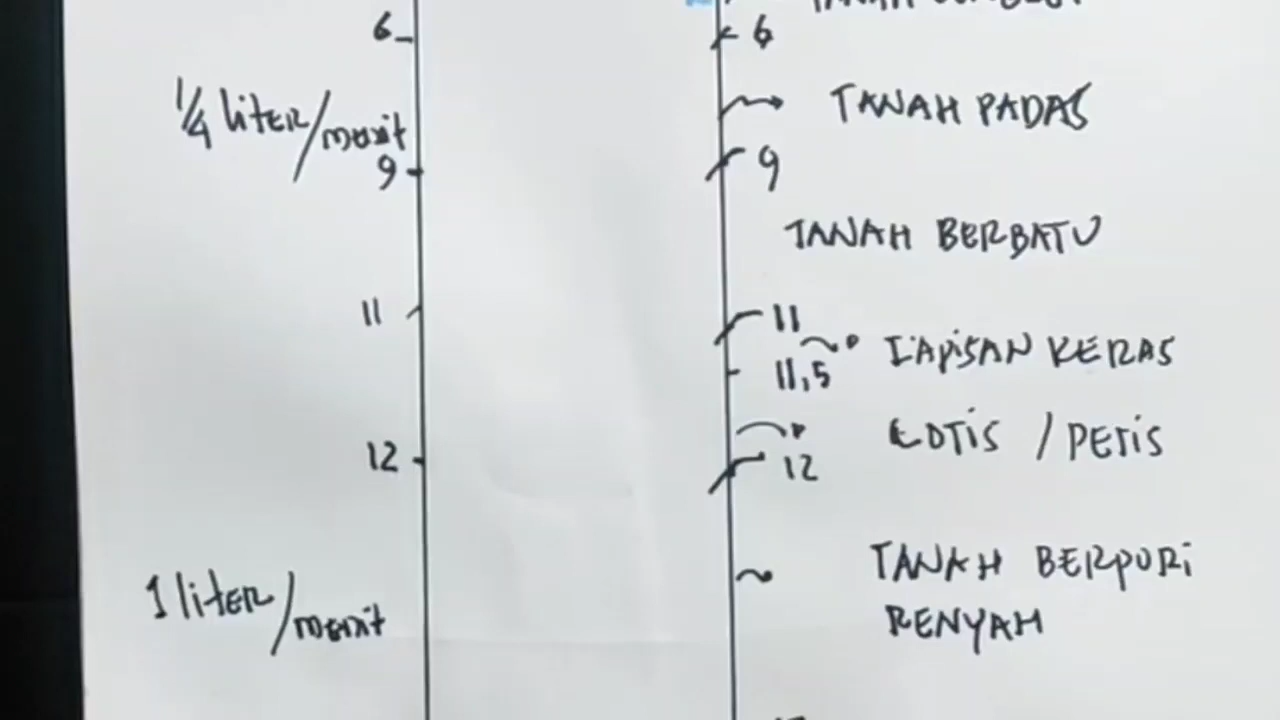 TANAH
6 6
TANAH PADAS
1/4 liter/menit
9 9
TANAH BERBATU
11 11
LAPISAN KERAS
11,5
/PETIS
12 12
TANAH BERPORI
1 liter/menit
RENYAH